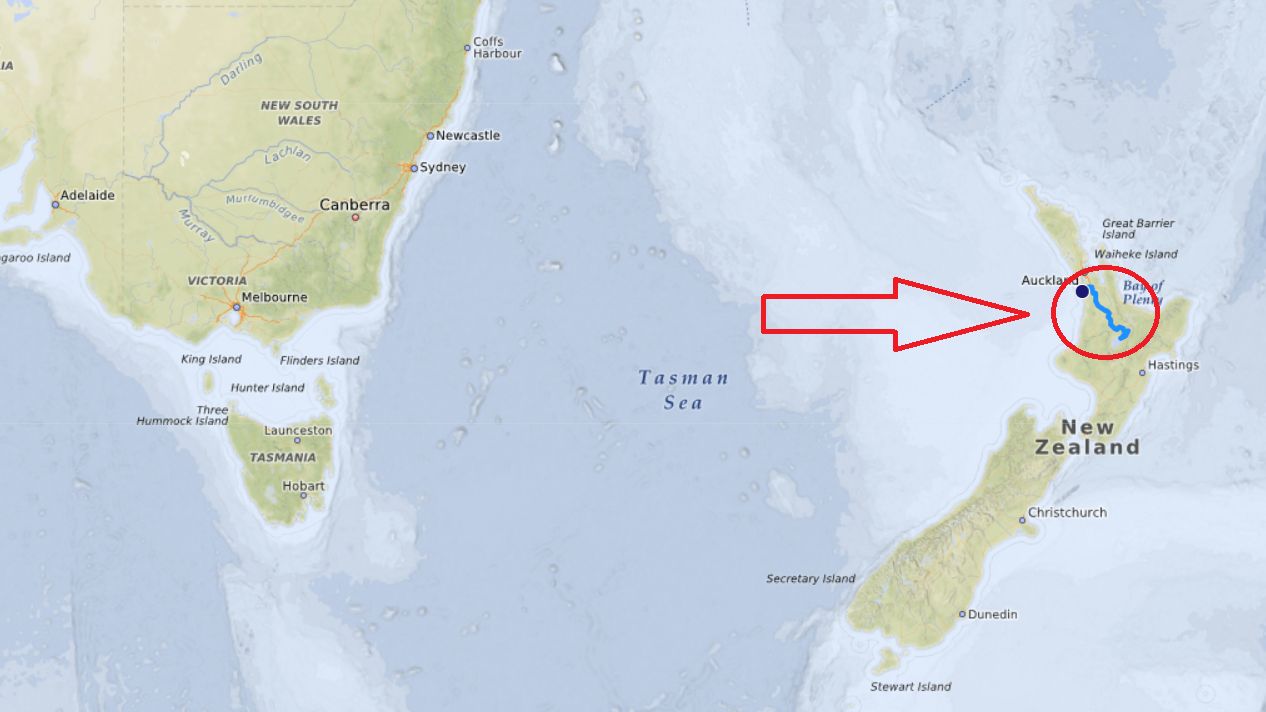 Coffs
Harbour
Darling
IA
NEW SOUTH
WALES
Newcastle
Lachlan
Sydney
Adelaide
Canberra
Murrumbidgee
Murray
garoo Island
VICTORIA
Melbourne
King Island
Flinders Island
Hunter Island
Three
Hummock Island
Launceston
TASMANIA
Hobart
Tasman
Sea
Great Barrier
Island
Waiheke Island
Auckland
Bay of
Plenty
Hastings
New
Zealand
Christchurch
Secretary Island
Dunedin
Stewart Island